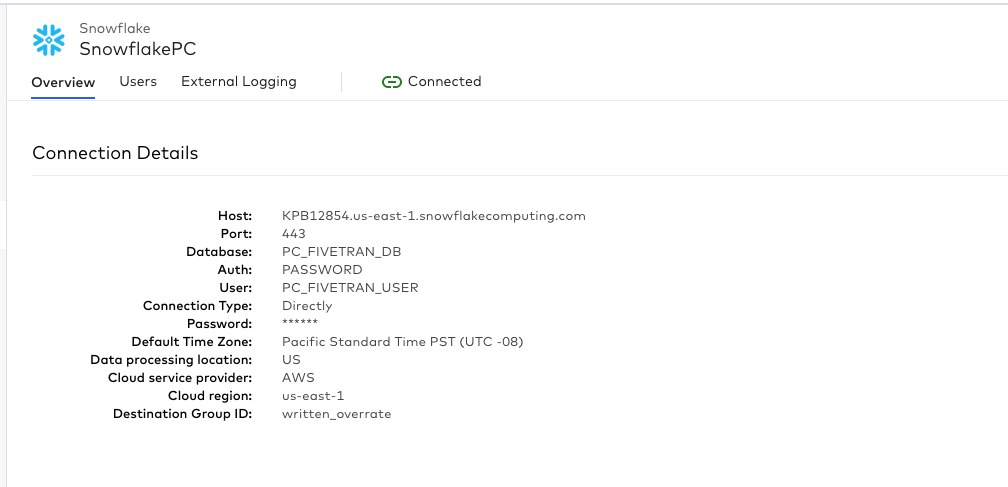 Snowflake
SnowflakePC
Overview Users External Logging Connected
Connection Details
Host: KPB12854.us-east-1.snowflakecomputing.com
Port: 443
Database: PC_FIVETRAN_DB
Auth: PASSWORD
User: PC_FIVETRAN_USER
Connection Type: Directly
Password: ******
Default Time Zone: Pacific Standard Time PST (UTC -08)
Data processing location: US
Cloud service provider: AWS
Cloud region: us-east-1
Destination Group ID: written_overrate